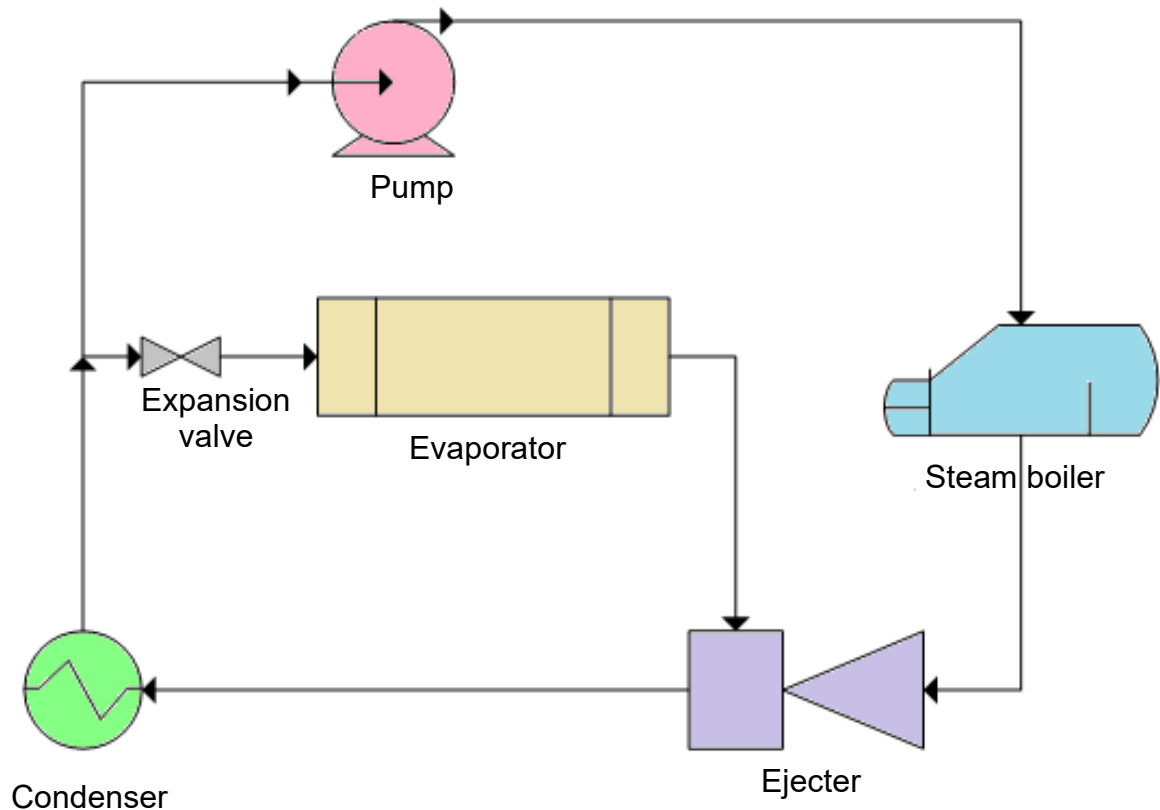 Pump
Expansion
valve
Evaporator
Steam boiler
Ejecter
Condenser